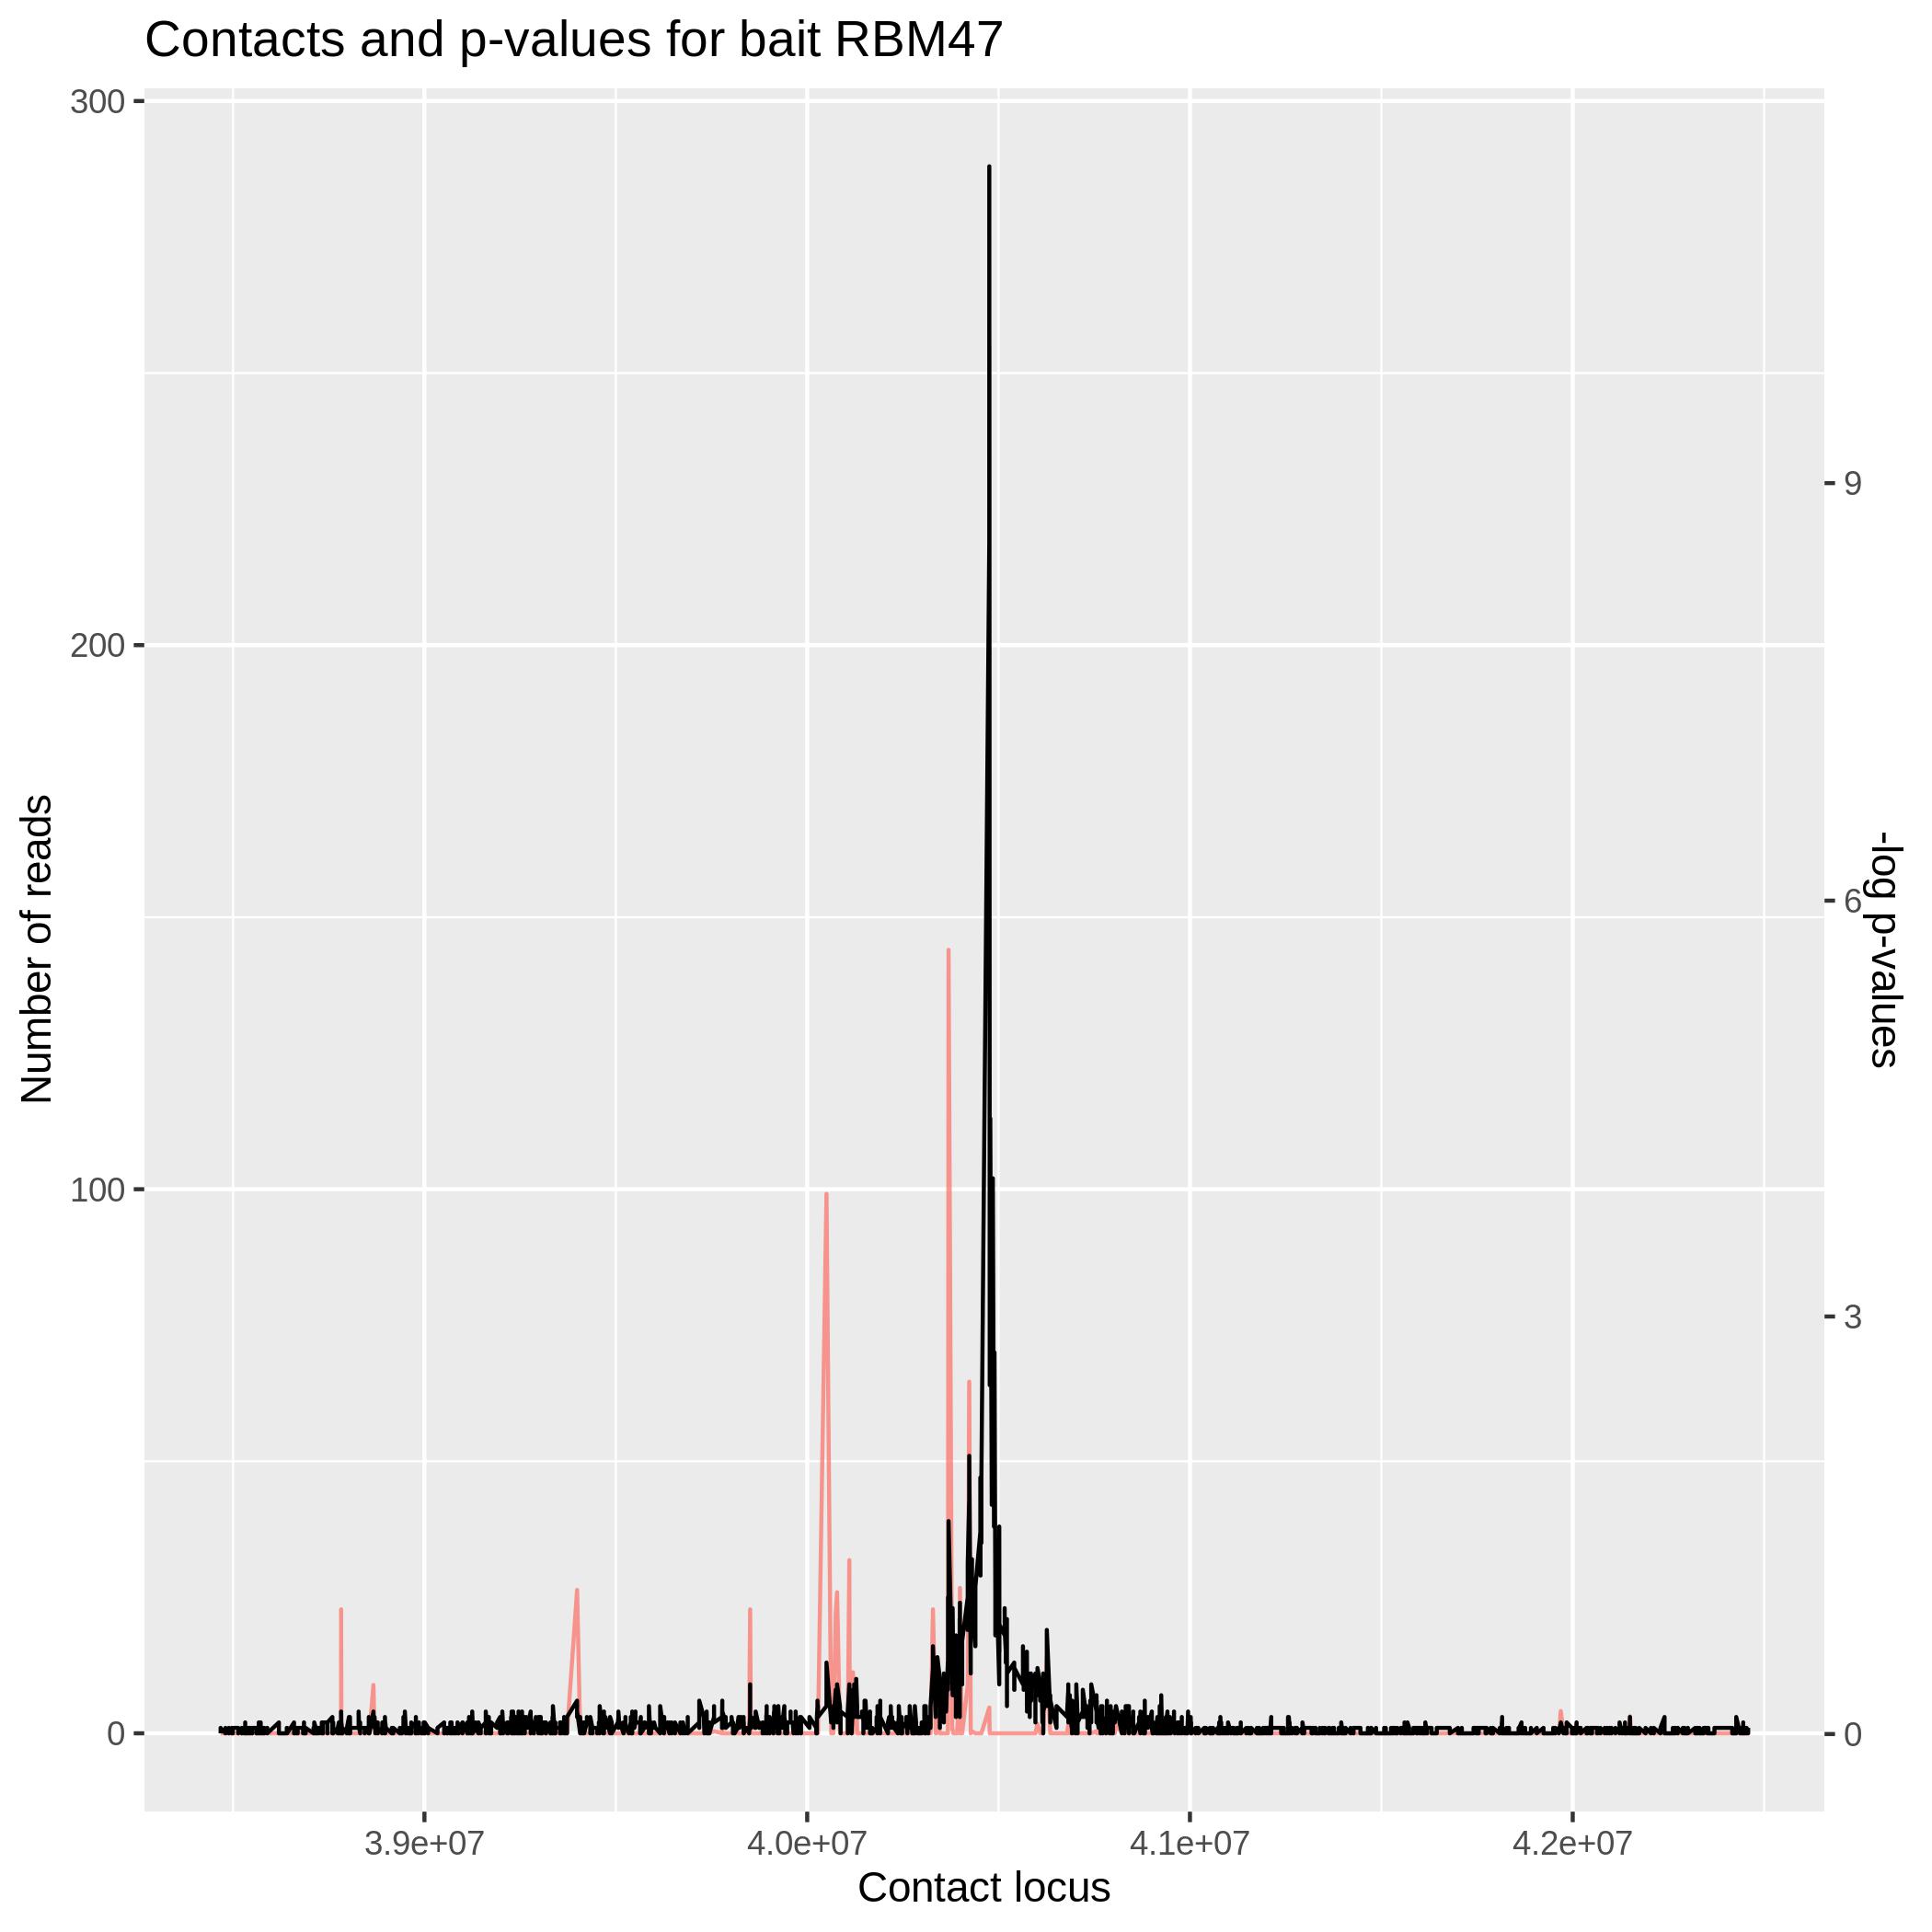 Contacts and p-values for bait RBM47
300
200
100
0
Number of reads
9
6
3
0
-log p-values
3.9e+07
4.0e+07
4.1e+07
4.2e+07
Contact locus